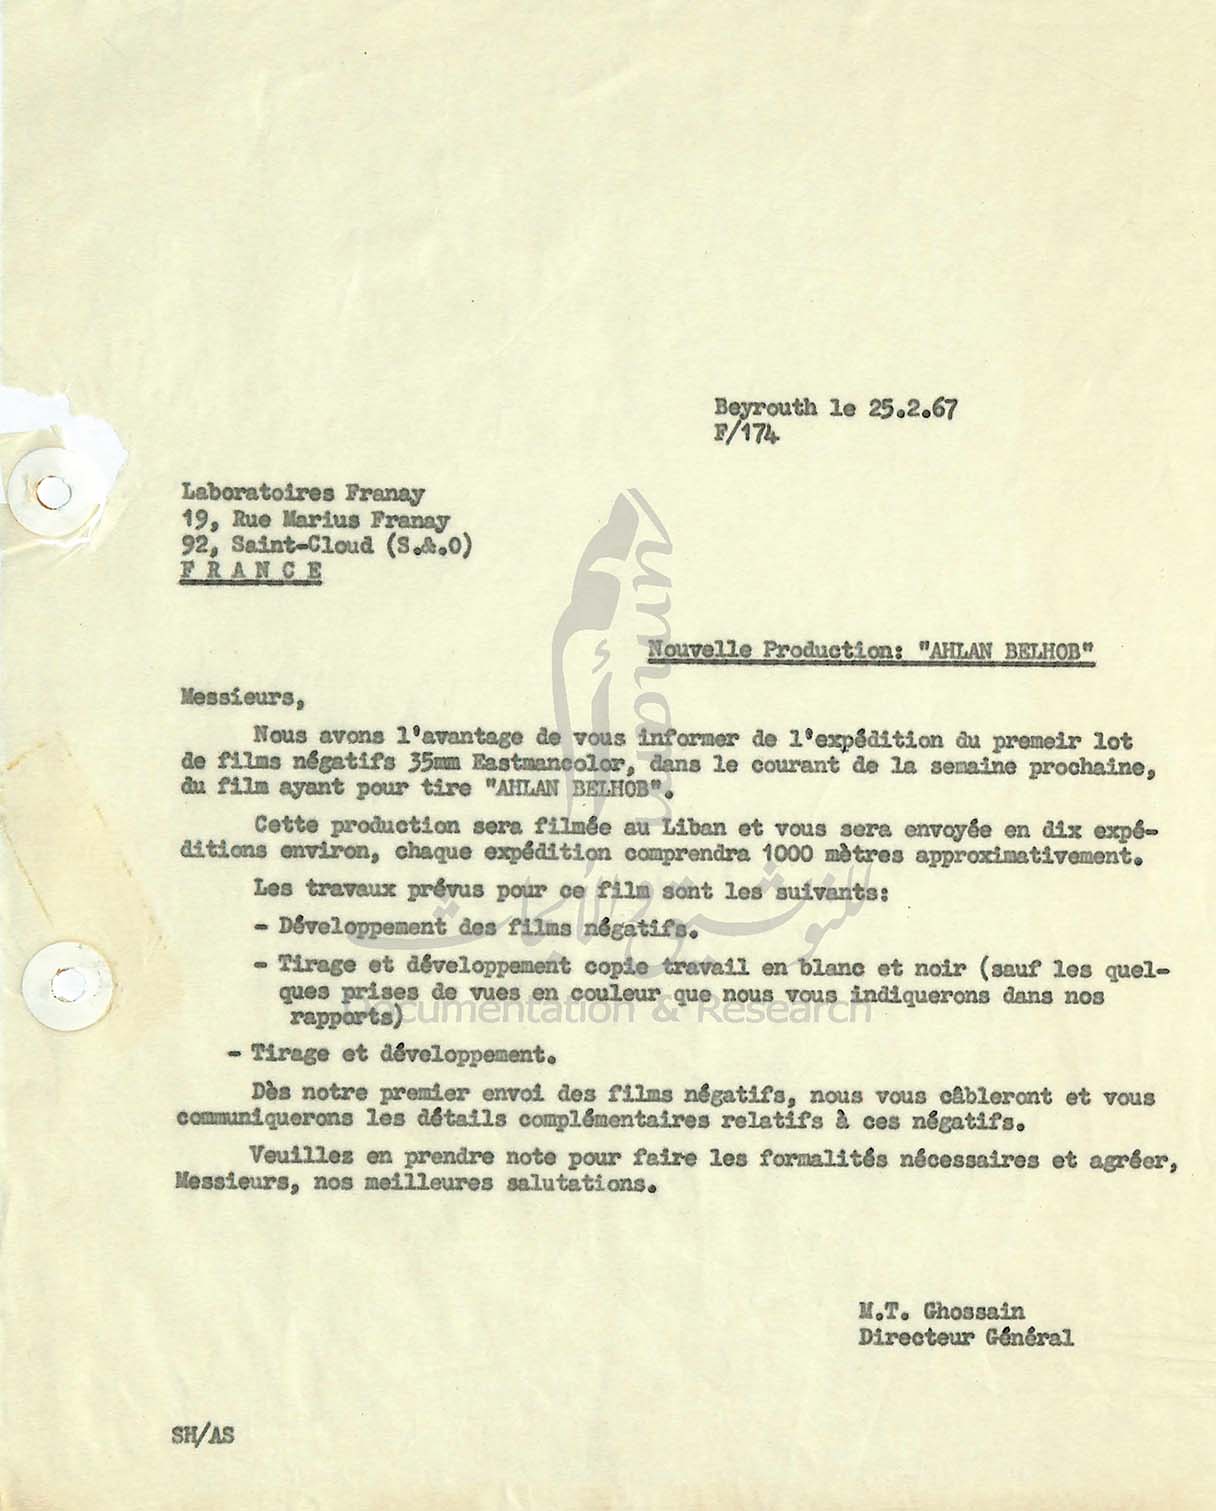 Beyrouth le 25.2.67
F/174
Laboratoires Franay
19, Rue Marius Franay
92, Saint-Cloud (S.&.O)
F R A N C E
Nouvelle Production: "AHLAN BELHOB"
Messieurs,
Nous avons l'avantage de vous informer de l'expédition du premeir lot
de films négatifs 35mm Eastmancolor, dans le courant de la semaine prochaine,
du film ayant pour tire "AHLAN BELHOB".
Cette production sera filmée au Liban et vous sera envoyée en dix expé-
ditions environ, chaque expédition comprendra 1000 mètres approximativement.
Les travaux prévus pour ce film sont les suivants:
- Développement des films négatifs.
- Tirage et développement copie travail en blanc et noir (sauf les quel-
ques prises de vues en couleur que nous vous indiquerons dans nos
rapports)
- Tirage et développement.
Dès notre premier envoi des films négatifs, nous vous câbleront et vous
communiquerons les détails complémentaires relatifs à ces négatifs.
Veuillez en prendre note pour faire les formalités nécessaires et agréer,
Messieurs, nos meilleures salutations.
M.T. Ghossain
Directeur Général
SH/AS
umam
للتوثيق والأبحاث
cumentation & Research